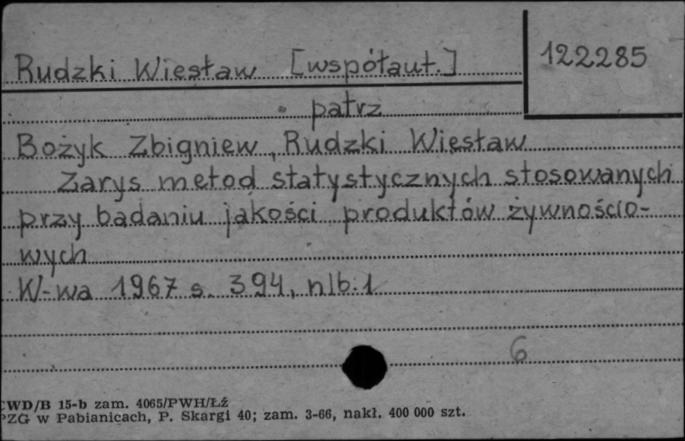 Rudzki Wiesław [współaut.]
122285
patrz
Bożyk Zbigniew, Rudzki Wiesław
Zarys metod statystycznych stosowanych
przy badaniu jakości produktów żywnościo-
wych
W-wa 1967 s. 394, nlb. 1
6
CWD/B 15-b zam. 4065/PWH/Łź
PZG w Pabianicach, P. Skargi 40; zam. 3-66, nakł. 400 000 szt.